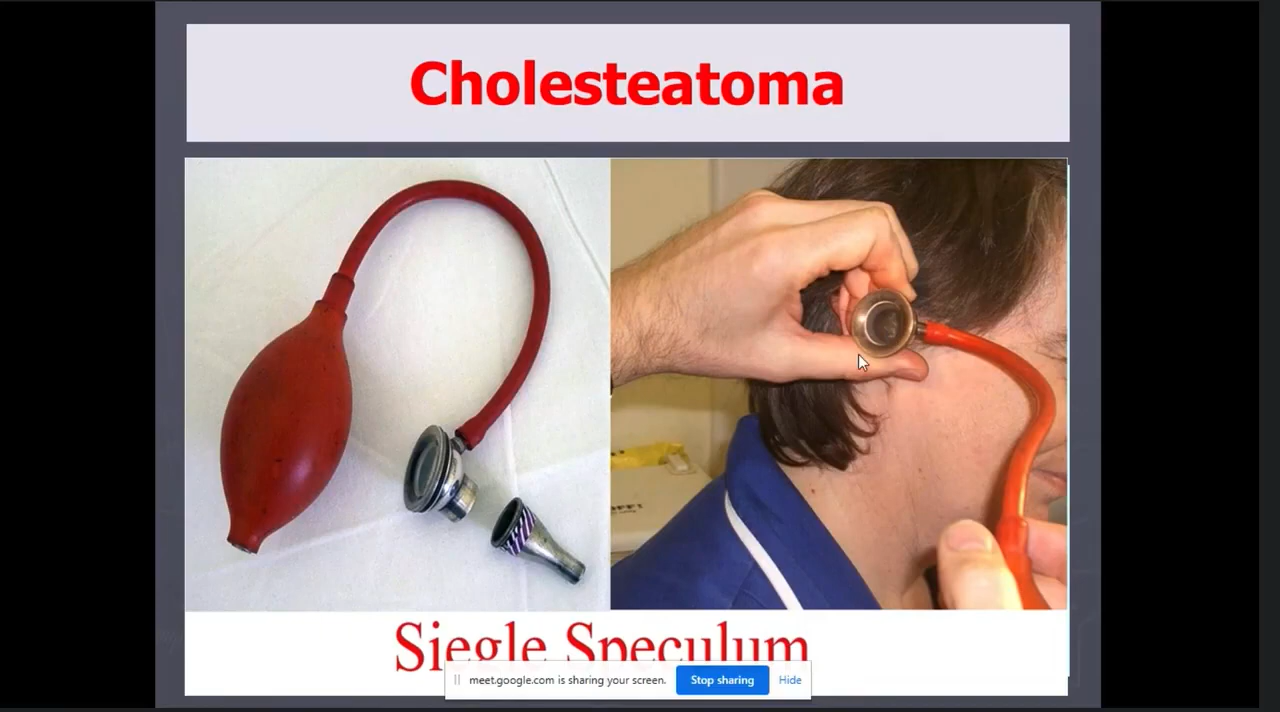 Cholesteatoma
Siegle Speculum
meet.google.com is sharing your screen.
Stop sharing
Hide